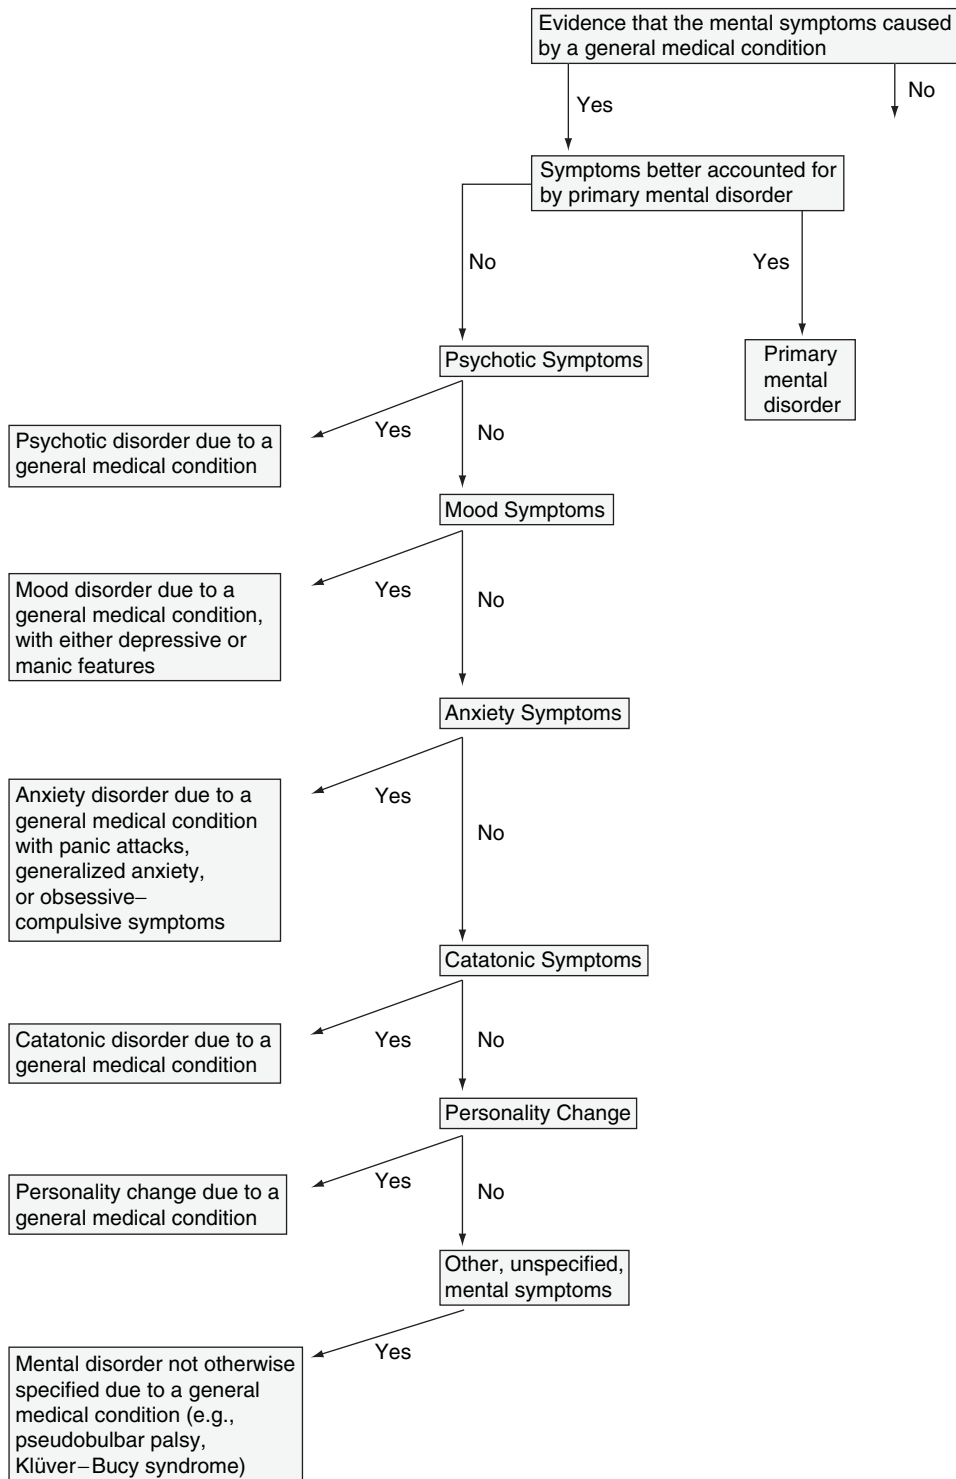 Evidence that the mental symptoms caused
by a general medical condition
Yes
No
Symptoms better accounted for
by primary mental disorder
No
Yes
Psychotic Symptoms
Primary
mental
disorder
Yes
No
Psychotic disorder due to a
general medical condition
Mood Symptoms
Yes
No
Mood disorder due to a
general medical condition,
with either depressive or
manic features
Anxiety Symptoms
Yes
No
Anxiety disorder due to a
general medical condition
with panic attacks,
generalized anxiety,
or obsessive–
compulsive symptoms
Catatonic Symptoms
Yes
No
Catatonic disorder due to a
general medical condition
Personality Change
Yes
No
Personality change due to a
general medical condition
Other, unspecified,
mental symptoms
Yes
Mental disorder not otherwise
specified due to a general
medical condition (e.g.,
pseudobulbar palsy,
Klüver–Bucy syndrome)